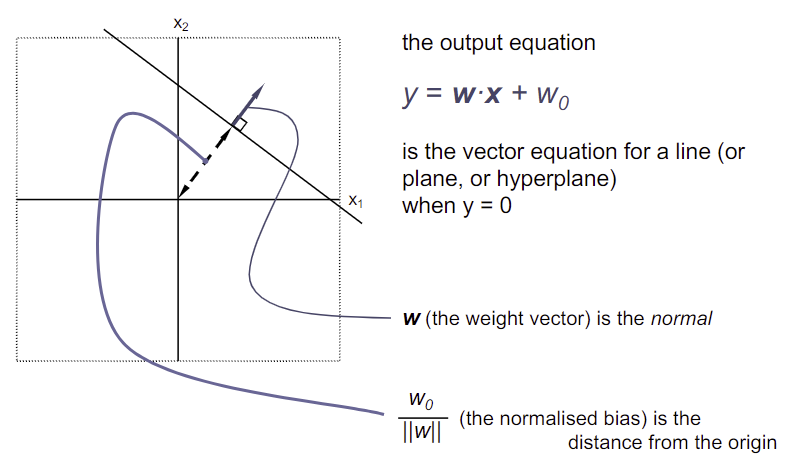 x₂
x₁
the output equation
y = w·x + w₀
is the vector equation for a line (or
plane, or hyperplane)
when y = 0
w (the weight vector) is the normal
w₀
||w||
(the normalised bias) is the
distance from the origin